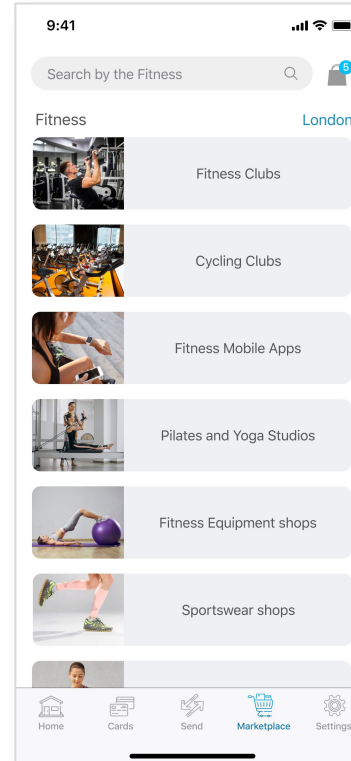 9:41
Search by the Fitness
5
Fitness
London
Fitness Clubs
Cycling Clubs
Fitness Mobile Apps
Pilates and Yoga Studios
Fitness Equipment shops
Sportswear shops
Home
Cards
Send
Marketplace
Settings